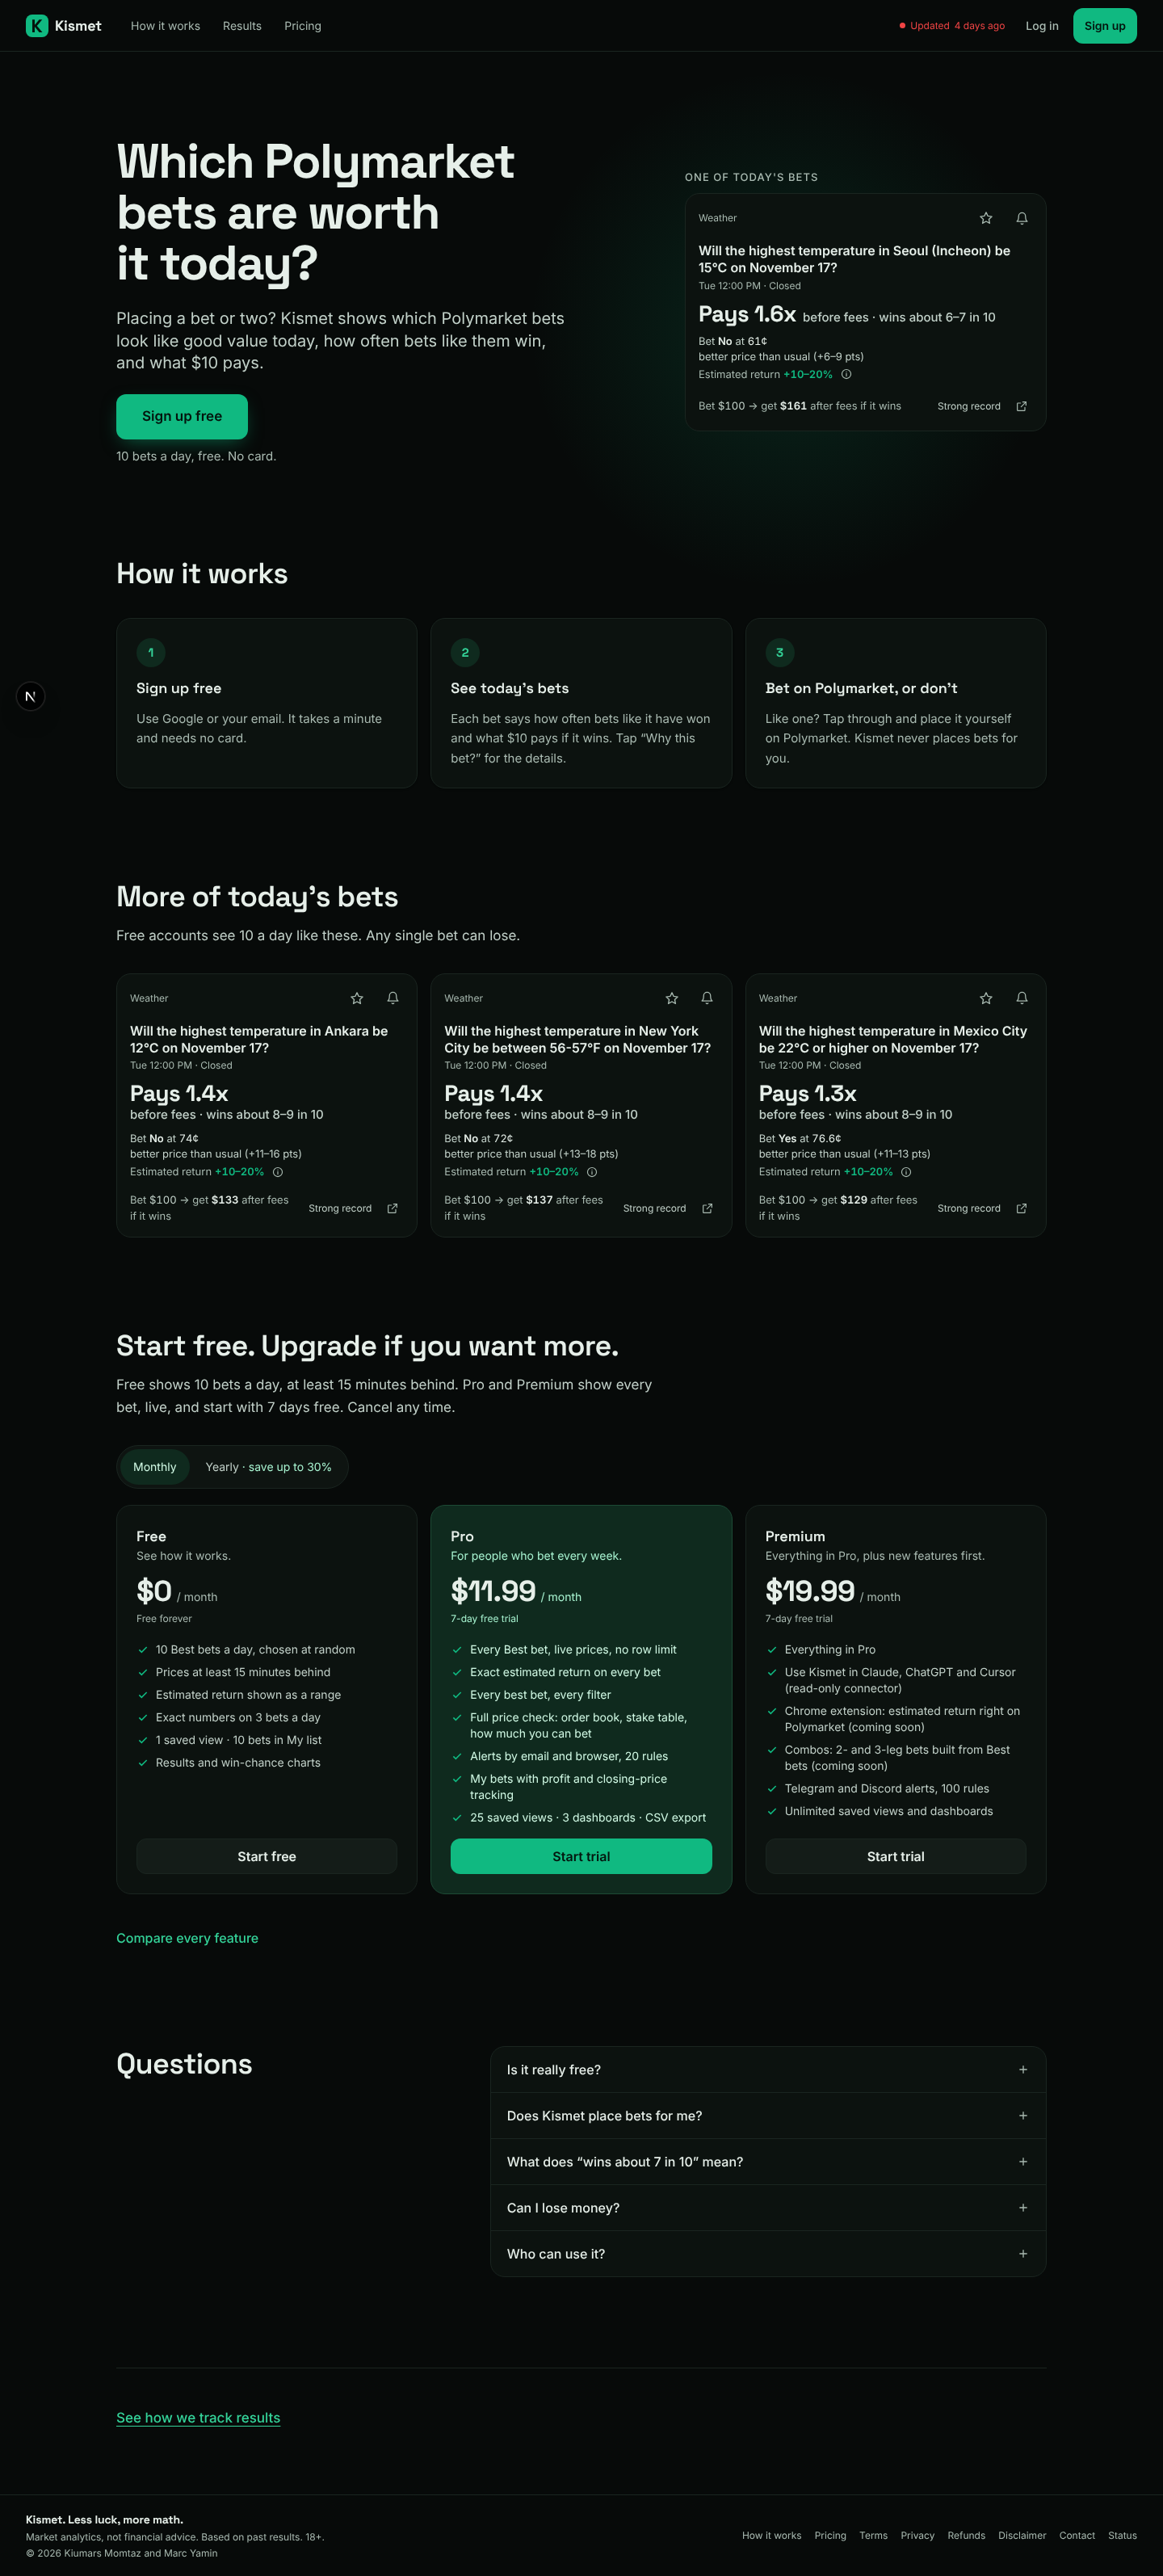 Kismet
How it works
Results
Pricing
Updated 4 days ago
Log in
Sign up
Which Polymarket
bets are worth
it today?
Placing a bet or two? Kismet shows which Polymarket bets
look like good value today, how often bets like them win,
and what $10 pays.
Sign up free
10 bets a day, free. No card.
ONE OF TODAY'S BETS
Weather
Will the highest temperature in Seoul (Incheon) be
15°C on November 17?
Tue 12:00 PM · Closed
Pays 1.6x before fees · wins about 6–7 in 10
Bet No at 61¢
better price than usual (+6–9 pts)
Estimated return +10–20%
Bet $100 → get $161 after fees if it wins
Strong record
How it works
1
Sign up free
Use Google or your email. It takes a minute
and needs no card.
2
See today's bets
Each bet says how often bets like it have won
and what $10 pays if it wins. Tap “Why this
bet?” for the details.
3
Bet on Polymarket, or don't
Like one? Tap through and place it yourself
on Polymarket. Kismet never places bets for
you.
More of today's bets
Free accounts see 10 a day like these. Any single bet can lose.
Weather
Will the highest temperature in Ankara be
12°C on November 17?
Tue 12:00 PM · Closed
Pays 1.4x
before fees · wins about 8–9 in 10
Bet No at 74¢
better price than usual (+11–16 pts)
Estimated return +10–20%
Bet $100 → get $133 after fees
if it wins
Strong record
Weather
Will the highest temperature in New York
City be between 56-57°F on November 17?
Tue 12:00 PM · Closed
Pays 1.4x
before fees · wins about 8–9 in 10
Bet No at 72¢
better price than usual (+13–18 pts)
Estimated return +10–20%
Bet $100 → get $137 after fees
if it wins
Strong record
Weather
Will the highest temperature in Mexico City
be 22°C or higher on November 17?
Tue 12:00 PM · Closed
Pays 1.3x
before fees · wins about 8–9 in 10
Bet Yes at 76.6¢
better price than usual (+11–13 pts)
Estimated return +10–20%
Bet $100 → get $129 after fees
if it wins
Strong record
Start free. Upgrade if you want more.
Free shows 10 bets a day, at least 15 minutes behind. Pro and Premium show every
bet, live, and start with 7 days free. Cancel any time.
Monthly
Yearly · save up to 30%
Free
See how it works.
$0 / month
Free forever
10 Best bets a day, chosen at random
Prices at least 15 minutes behind
Estimated return shown as a range
Exact numbers on 3 bets a day
1 saved view · 10 bets in My list
Results and win-chance charts
Start free
Pro
For people who bet every week.
$11.99 / month
7-day free trial
Every Best bet, live prices, no row limit
Exact estimated return on every bet
Every best bet, every filter
Full price check: order book, stake table,
how much you can bet
Alerts by email and browser, 20 rules
My bets with profit and closing-price
tracking
25 saved views · 3 dashboards · CSV export
Start trial
Premium
Everything in Pro, plus new features first.
$19.99 / month
7-day free trial
Everything in Pro
Use Kismet in Claude, ChatGPT and Cursor
(read-only connector)
Chrome extension: estimated return right on
Polymarket (coming soon)
Combos: 2- and 3-leg bets built from Best
bets (coming soon)
Telegram and Discord alerts, 100 rules
Unlimited saved views and dashboards
Start trial
Compare every feature
Questions
Is it really free?
Does Kismet place bets for me?
What does “wins about 7 in 10” mean?
Can I lose money?
Who can use it?
See how we track results
Kismet. Less luck, more math.
Market analytics, not financial advice. Based on past results. 18+.
© 2026 Kiumars Momtaz and Marc Yamin
How it works
Pricing
Terms
Privacy
Refunds
Disclaimer
Contact
Status